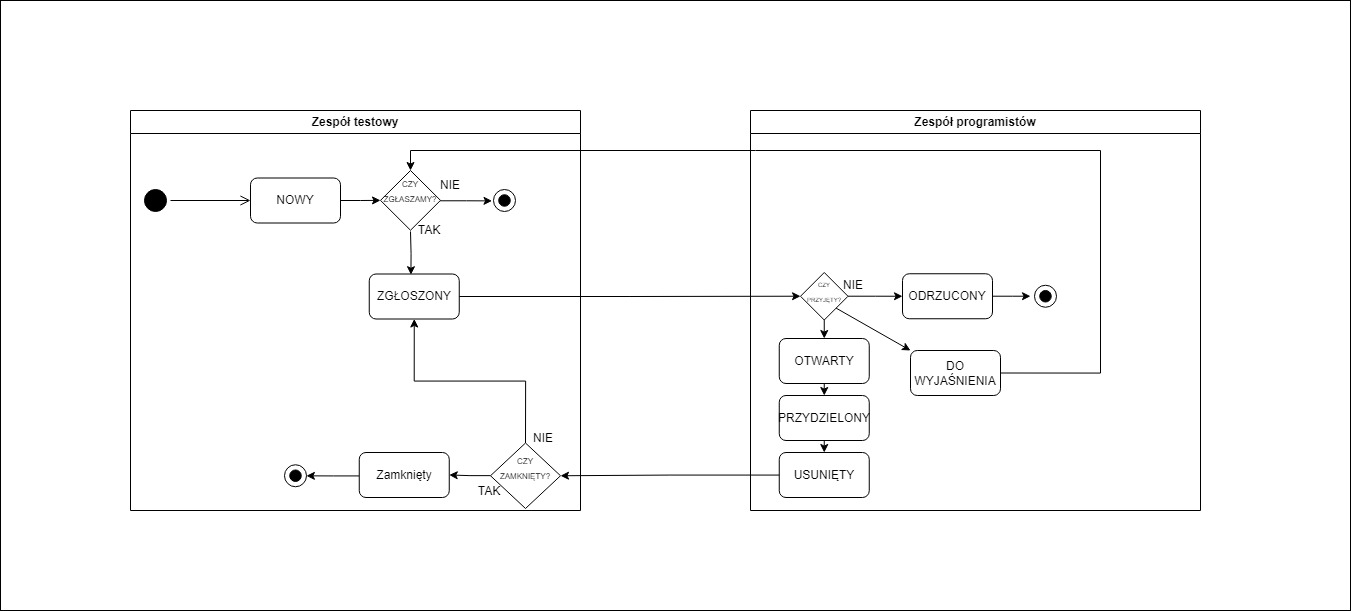 Zespół testowy
Zespół programistów
NOWY
CZY
ZGŁASZAMY?
NIE
TAK
ZGŁOSZONY
CZY
PRZYJĘTY?
NIE
ODRZUCONY
OTWARTY
DO
WYJAŚNIENIA
PRZYDZIELONY
NIE
Zamknięty
CZY
ZAMKNIĘTY?
TAK
USUNIĘTY